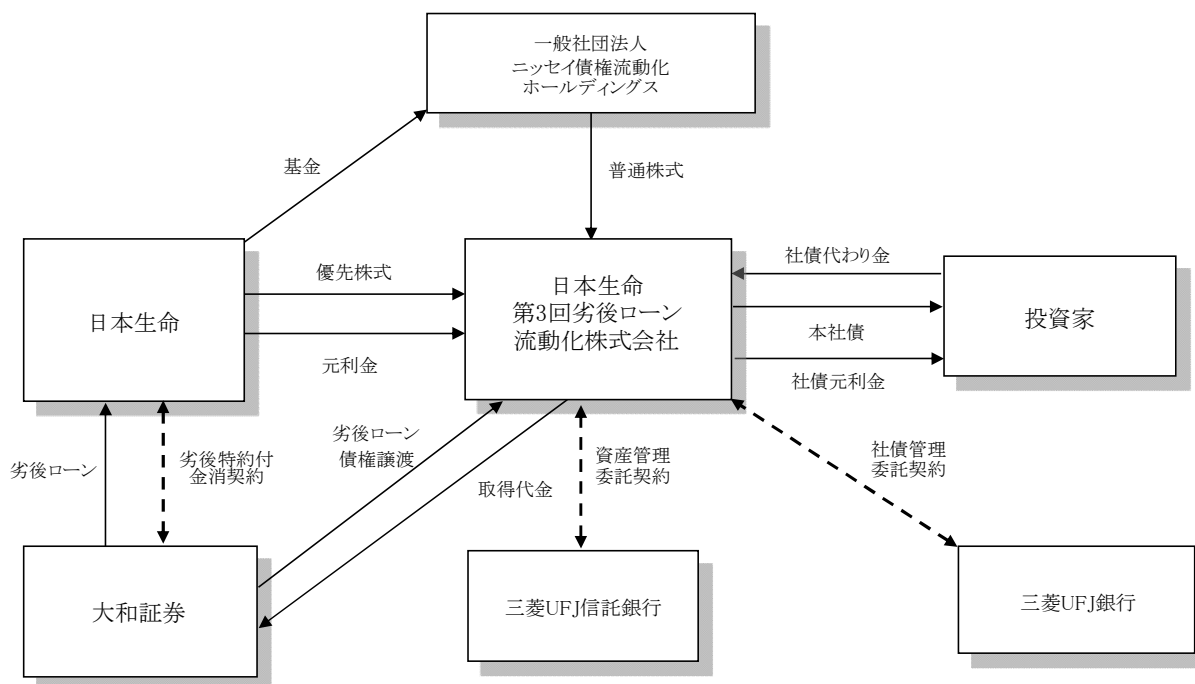 一般社団法人
ニッセイ債権流動化
ホールディングス
基金
普通株式
日本生命
優先株式
元利金
日本生命
第3回劣後ローン
流動化株式会社
社債代わり金
本社債
社債元利金
投資家
劣後ローン
劣後特約付
金消契約
劣後ローン
債権譲渡
取得代金
資産管理
委託契約
社債管理
委託契約
大和証券
三菱UFJ信託銀行
三菱UFJ銀行